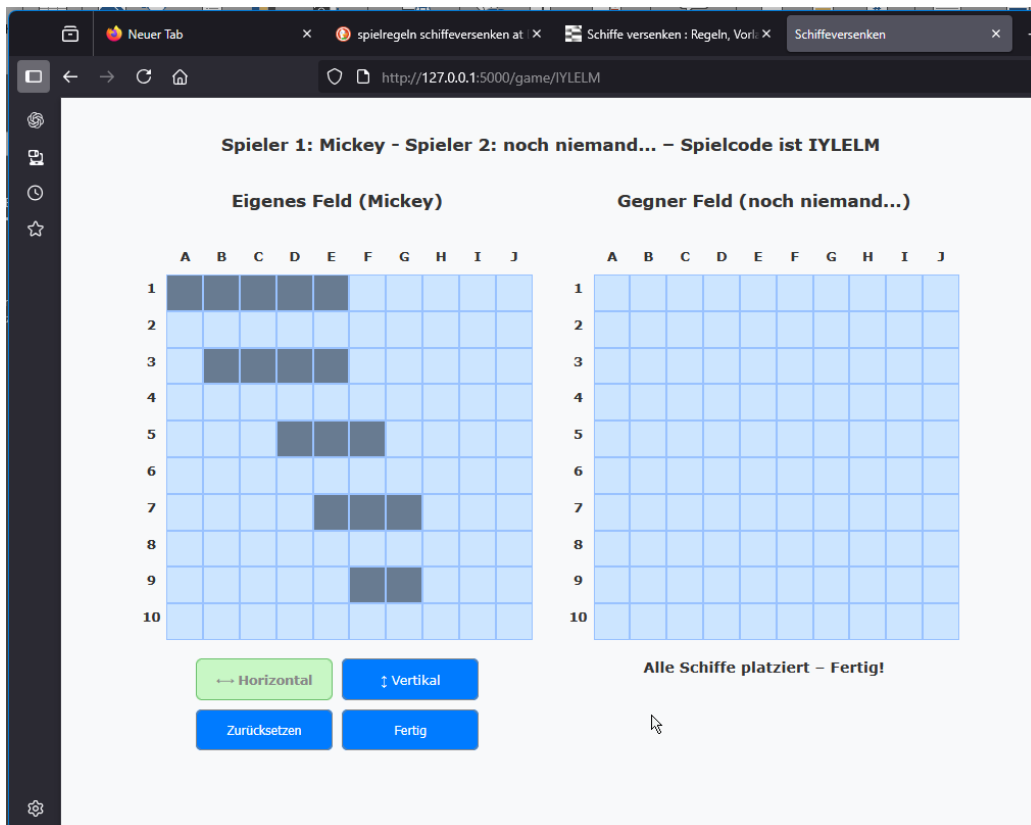 Neuer Tab
spielregeln schiffeversenken at
Schiffe versenken : Regeln, Vorla
Schiffeversenken
http://127.0.0.1:5000/game/IYLELM
Spieler 1: Mickey - Spieler 2: noch niemand... – Spielcode ist IYLELM
Eigenes Feld (Mickey)
A B C D E F G H I J
1
2
3
4
5
6
7
8
9
10
↔ Horizontal
↕ Vertikal
Zurücksetzen
Fertig
Gegner Feld (noch niemand...)
A B C D E F G H I J
1
2
3
4
5
6
7
8
9
10
Alle Schiffe platziert – Fertig!